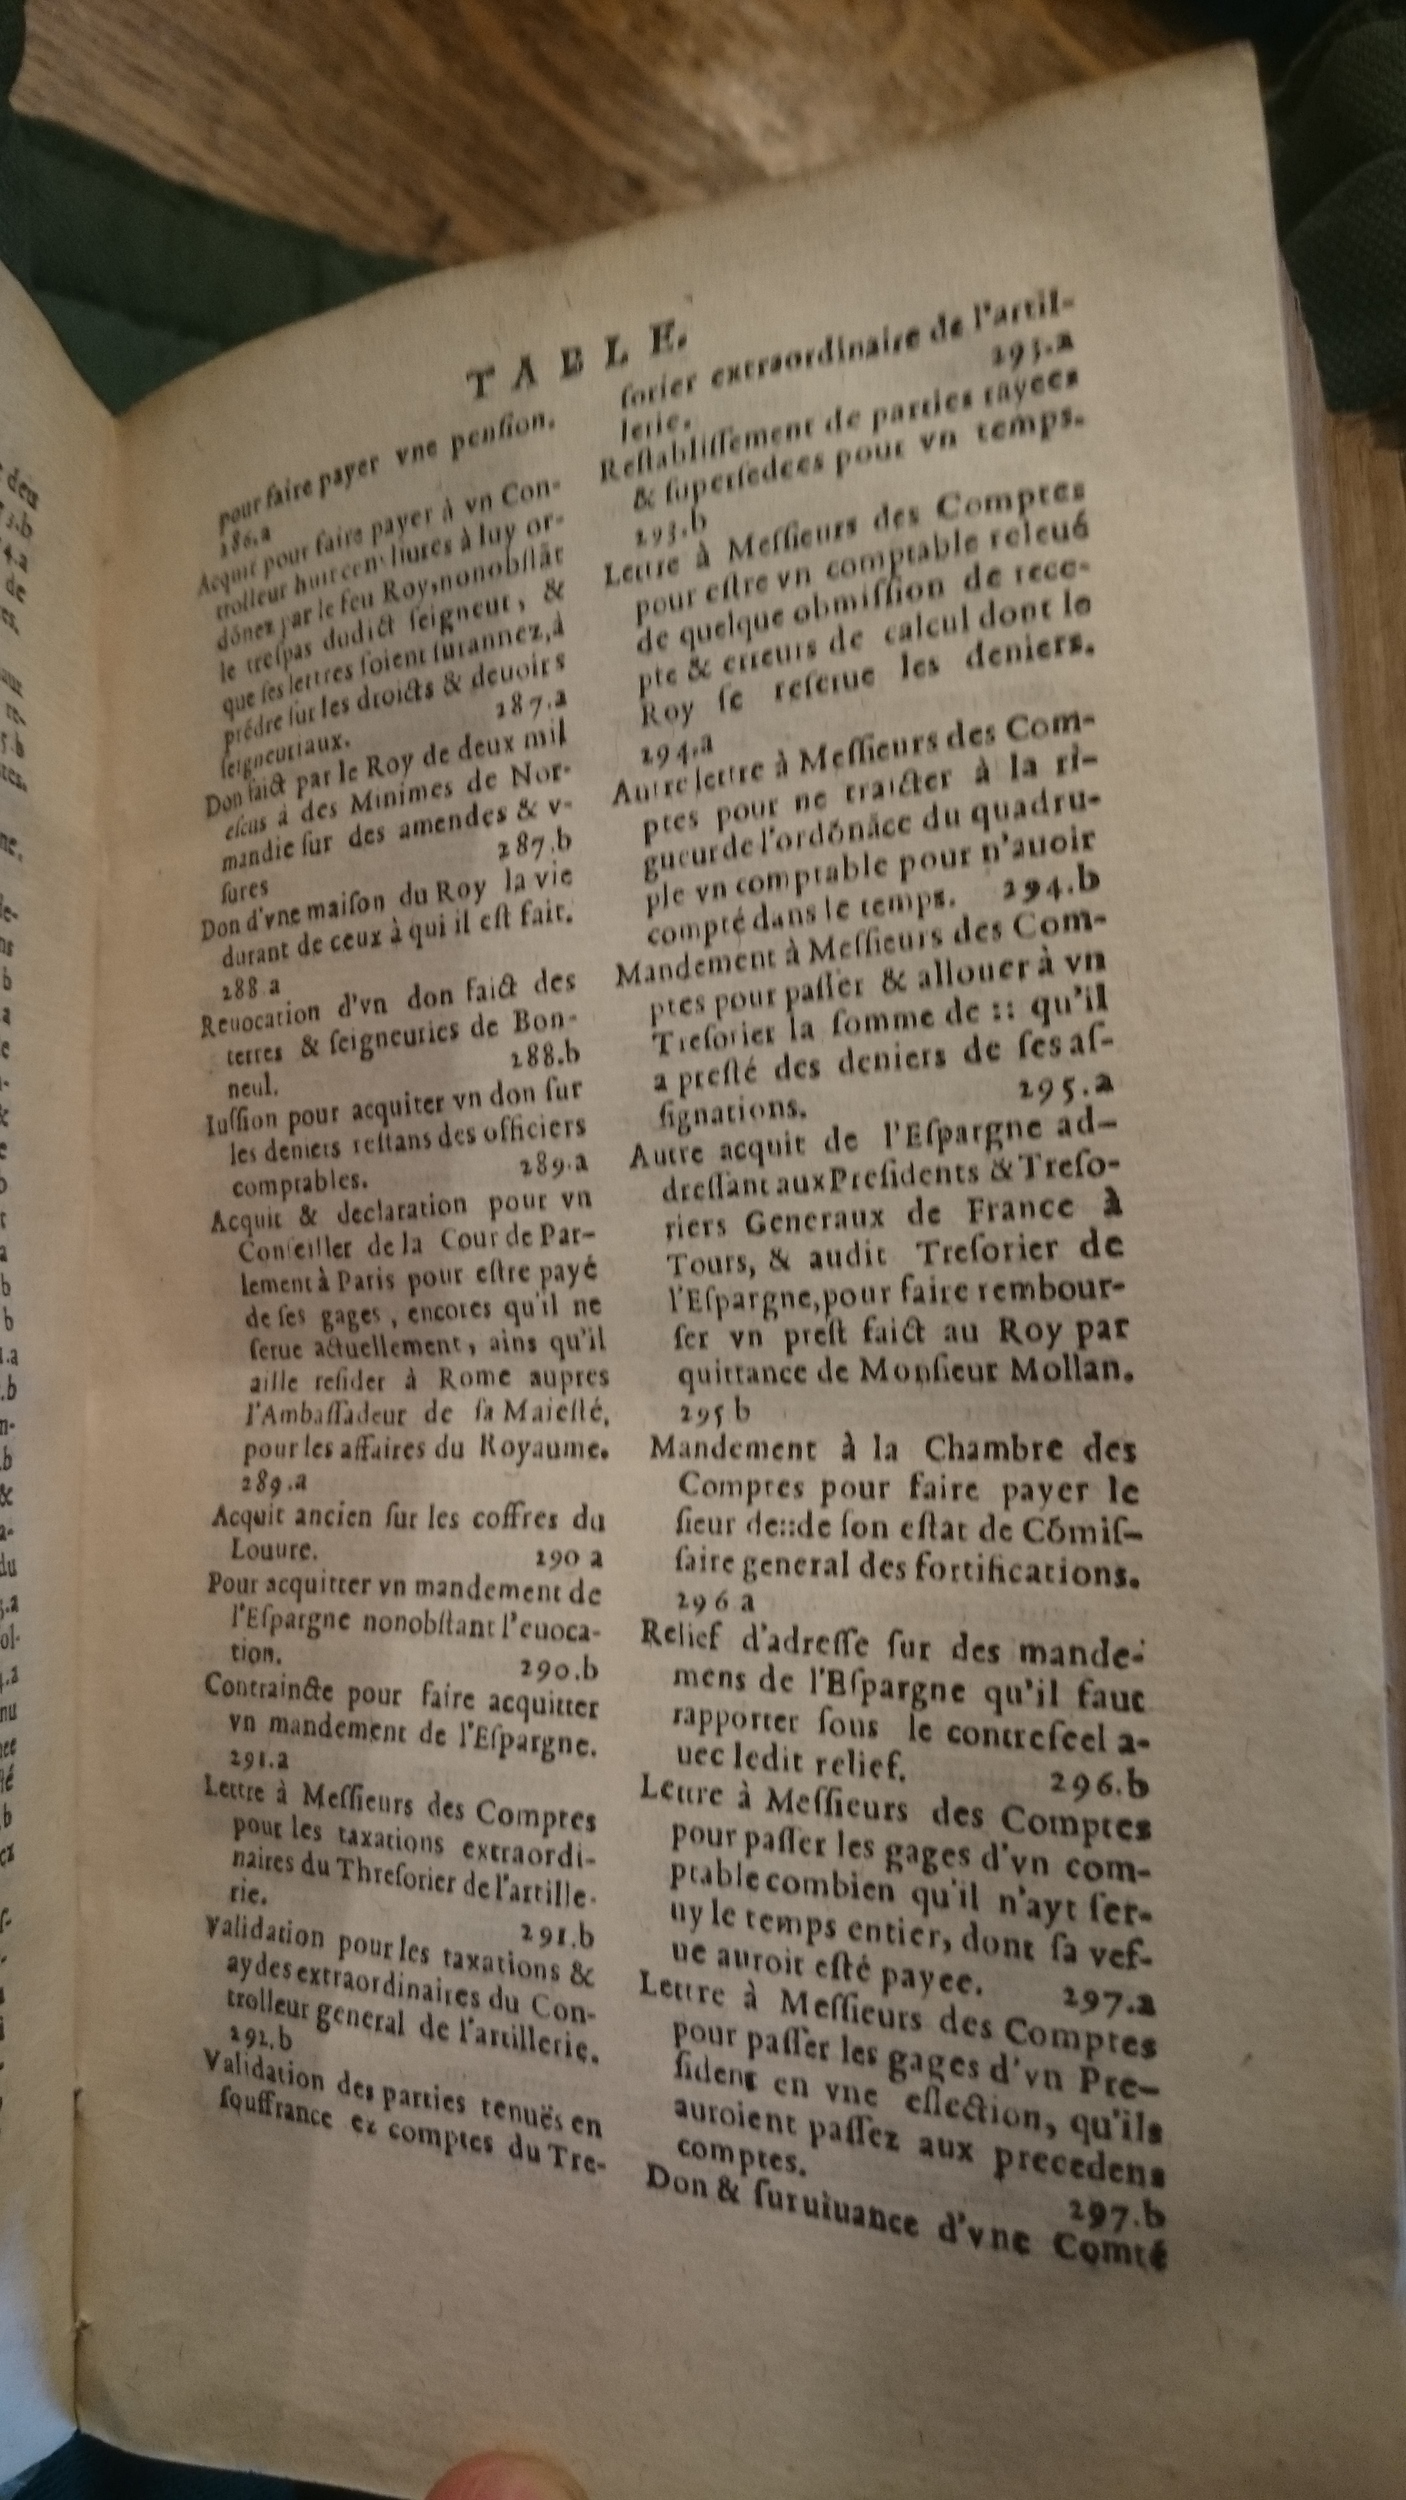 TABLE.
pour faire payer vne penſion.
286.a
Acquit pour faire payer à vn Con-
trolleur huit cens liures à luy or-
dōnez par le feu Roy, nonobſtāt
le treſpas dudict ſeigneur, &
que ſes lettres ſoient ſurannez, à
prēdre ſur les droicts & deuoirs
ſeigneuriaux. 287.a
Don faict par le Roy de deux mil
eſcus à des Minimes de Nor-
mandie ſur des amendes & v-
ſures 287.b
Don d'vne maiſon du Roy la vie
durant de ceux à qui il eſt fait.
288 a
Reuocation d'vn don faict des
terres & ſeigneuries de Bon-
neul. 288.b
Iuſſion pour acquiter vn don ſur
les deniers reſtans des officiers
comptables. 289.a
Acquit & declaration pour vn
Conſeiller de la Cour de Par-
lement à Paris pour eſtre payé
de ſes gages, encores qu'il ne
ſerue actuellement, ains qu'il
aille reſider à Rome aupres
l'Ambaſſadeur de ſa Maieſté,
pour les affaires du Royaume.
289.a
Acquit ancien ſur les coffres du
Louure. 290 a
Pour acquitter vn mandement de
l'Eſpargne nonobſtant l'euoca-
tion. 290.b
Contraincte pour faire acquitter
vn mandement de l'Eſpargne.
291.a
Lettre à Meſſieurs des Comptes
pour les taxations extraordi-
naires du Threſorier de l'artille-
rie. 291.b
Validation pour les taxations &
aydes extraordinaires du Con-
trolleur general de l'artillerie.
292.b
Validation des parties tenuës en
ſouffrance ez comptes du Tre-
ſorier extraordinaire de l'artil-
lerie. 293.a
Reſtabliſſement de parties rayees
& ſuperſedees pour vn temps.
293.b
Lettre à Meſſieurs des Comptes
pour eſtre vn comptable releué
de quelque obmiſſion de rece-
pte & erreurs de calcul dont le
Roy ſe reſerue les deniers.
294.a
Autre lettre à Meſſieurs des Com-
ptes pour ne traicter à la ri-
gueur de l'ordōnāce du quadru-
ple vn comptable pour n'auoir
compté dans le temps. 294.b
Mandement à Meſſieurs des Com-
ptes pour paſſer & allouer à vn
Treſorier la ſomme de :: qu'il
a preſté des deniers de ſes aſ-
ſignations. 295.a
Autre acquit de l'Eſpargne ad-
dreſſant aux Preſidents & Treſo-
riers Generaux de France à
Tours, & audit Treſorier de
l'Eſpargne, pour faire rembour-
ſer vn preſt faict au Roy par
quittance de Monſieur Mollan.
295 b
Mandement à la Chambre des
Comptes pour faire payer le
ſieur de::de ſon eſtat de Cōmiſ-
ſaire general des fortifications.
296 a
Relief d'adreſſe ſur des mande-
mens de l'Eſpargne qu'il faut
rapporter ſous le contreſeel a-
uec ledit relief. 296.b
Lettre à Meſſieurs des Comptes
pour paſſer les gages d'vn com-
ptable combien qu'il n'ayt ſer-
uy le temps entier, dont ſa vef-
ue auroit eſté payee. 297.a
Lettre à Meſſieurs des Comptes
pour paſſer les gages d'vn Pre-
ſident en vne eſlection, qu'ils
auroient paſſez aux precedens
comptes. 297.b
Don & ſuruiuance d'vne Comté